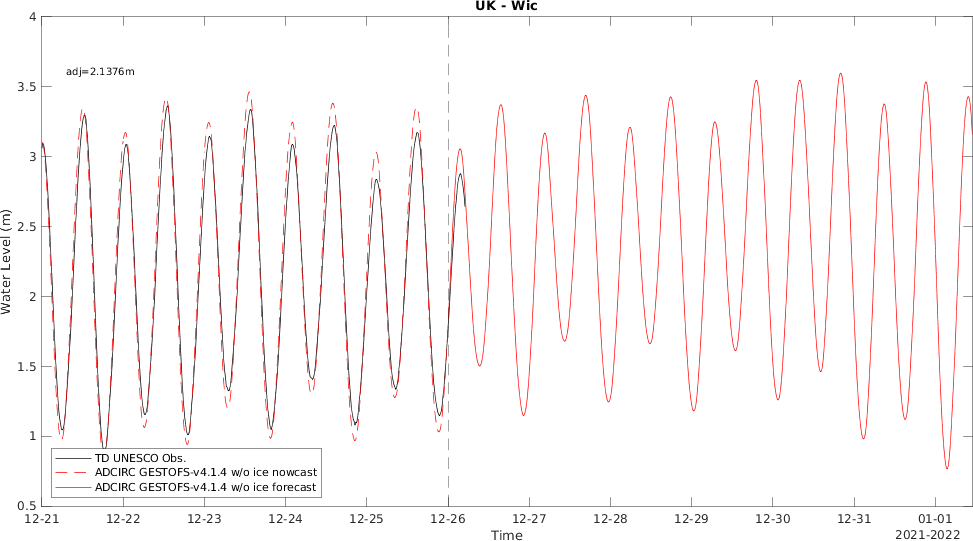 UK - Wic
4
adj=2.1376m
3.5
3
2.5
2
1.5
1
0.5
Water Level (m)
TD UNESCO Obs.
ADCIRC GESTOFS-v4.1.4 w/o ice nowcast
ADCIRC GESTOFS-v4.1.4 w/o ice forecast
12-21 12-22 12-23 12-24 12-25 12-26 12-27 12-28 12-29 12-30 12-31 01-01
Time
2021-2022